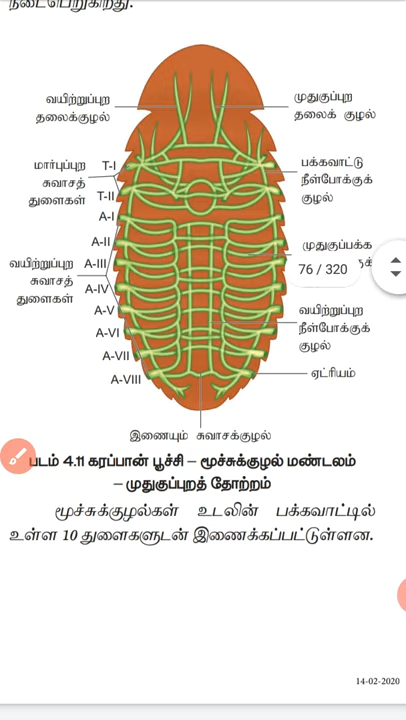 நடைபெறுகிறது.
வயிற்றுப்புற
தலைக்குழல்
முதுகுப்புற
தலைக் குழல்
மார்புப்புற
சுவாசத்
துளைகள்
T-I
T-II
பக்கவாட்டு
நீள்போக்குக்
குழல்
A-I
A-II
வயிற்றுப்புற
சுவாசத்
துளைகள்
A-III
A-IV
A-V
A-VI
A-VII
A-VIII
முதுகுப்பக்க
76 / 320
வயிற்றுப்புற
நீள்போக்குக்
குழல்
ஏட்ரியம்
இணையும் சுவாசக்குழல்
படம் 4.11 கரப்பான் பூச்சி – மூச்சுக்குழல் மண்டலம்
– முதுகுப்புறத் தோற்றம்
மூச்சுக்குழல்கள் உடலின் பக்கவாட்டில்
உள்ள 10 துளைகளுடன் இணைக்கப்பட்டுள்ளன.
14-02-2020